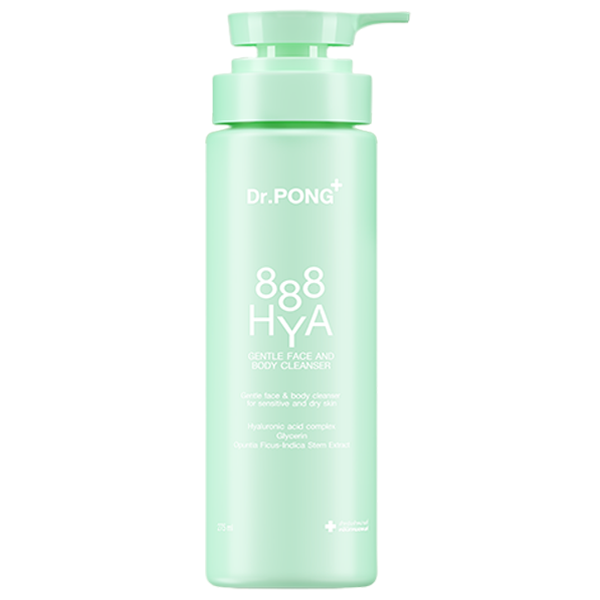 Dr.PONG+
888
HYA
GENTLE FACE AND
BODY CLEANSER
Gentle face & body cleanser
for sensitive and dry skin
Hyaluronic acid complex
Glycerin
Opuntia Ficus-Indica Stem Extract